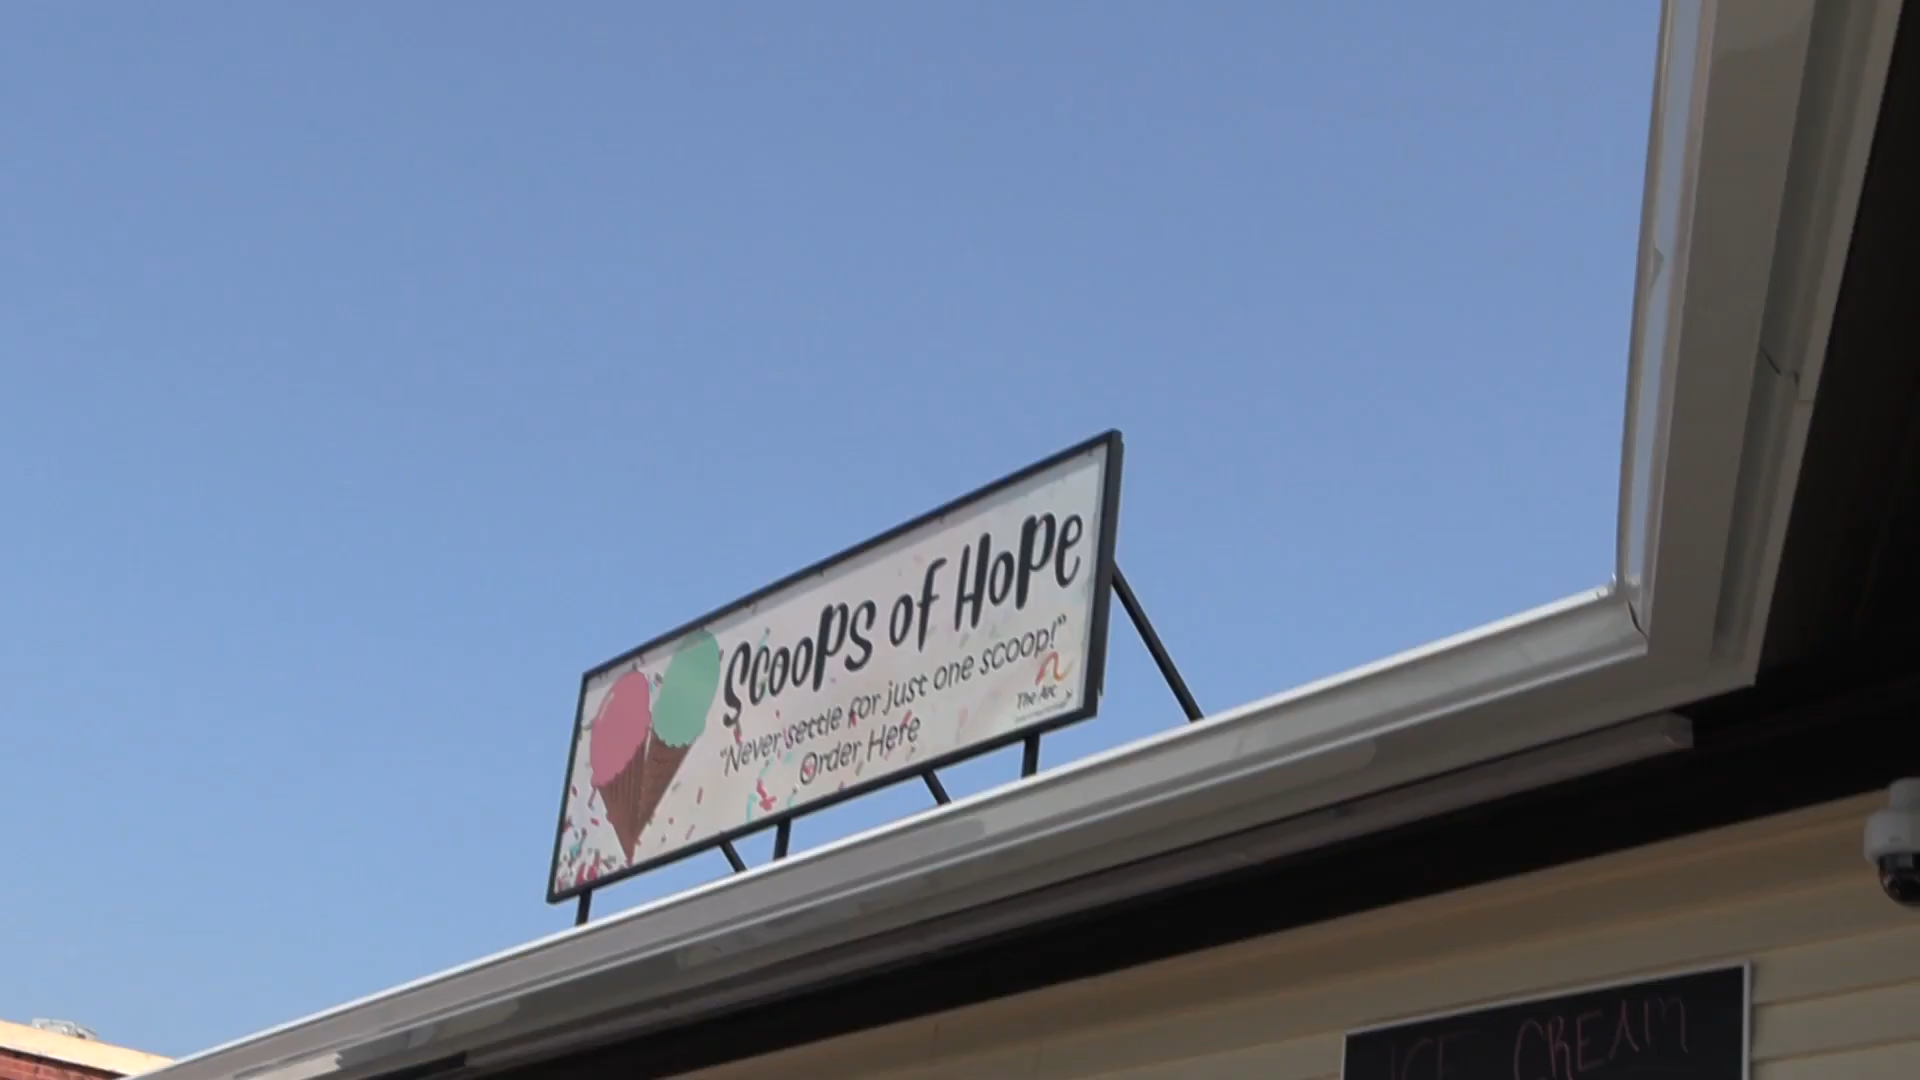 Scoops of Hope
"Never settle for just one scoop!"
Order Here
The Arc
ICE CREAM